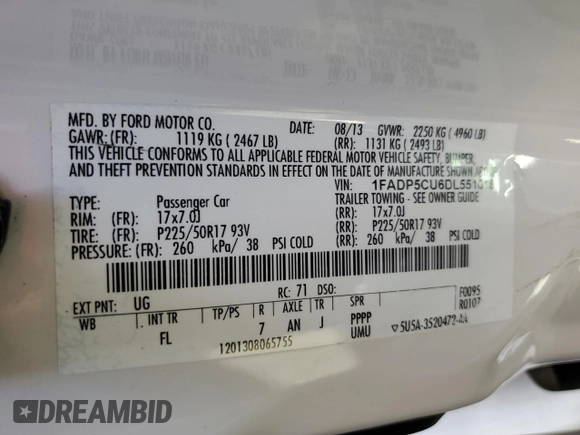 MFD. BY FORD MOTOR CO. DATE: 08/13 GVWR: 2250 KG ( 4960 LB)
GAWR: (FR): 1119 KG ( 2467 LB) (RR): 1131 KG ( 2493 LB)
THIS VEHICLE CONFORMS TO ALL APPLICABLE FEDERAL MOTOR VEHICLE SAFETY, BUMPER,
AND THEFT PREVENTION STANDARDS IN EFFECT ON THE DATE OF MANUFACTURE SHOWN ABOVE.
VIN:
TYPE: Passenger Car TRAILER TOWING - SEE OWNER GUIDE
RIM: (FR): 17x7.0J (RR): 17x7.0J
TIRE: (FR): P225/50R17 93V (RR): P225/50R17 93V
PRESSURE: (FR): 260 kPa/ 38 PSI COLD (RR): 260 kPa/ 38 PSI COLD
EXT PNT: UG RC: 71 DSO: F0095
WB INT TR TP/PS R AXLE TR SPR R0107
FL 7 AN J PPPP
1201308065755 UMU ▽5U5A-3520472-AA
DREAMBID